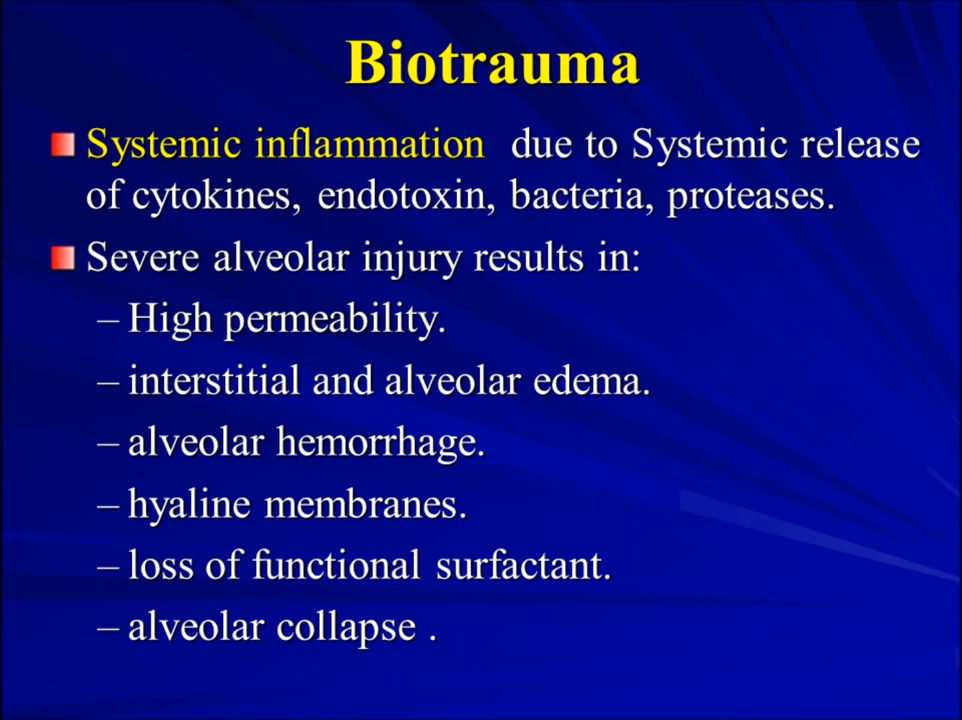 Biotrauma
Systemic inflammation due to Systemic release
of cytokines, endotoxin, bacteria, proteases.
Severe alveolar injury results in:
– High permeability.
– interstitial and alveolar edema.
– alveolar hemorrhage.
– hyaline membranes.
– loss of functional surfactant.
– alveolar collapse .